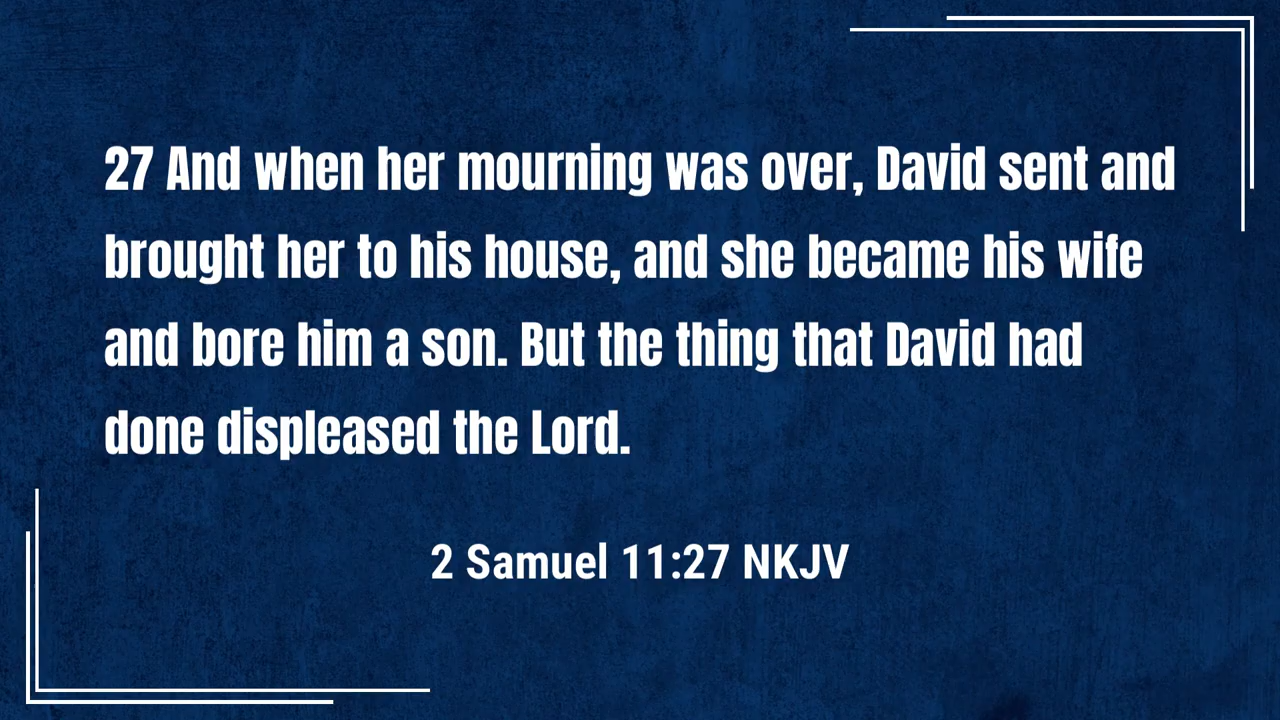 27 And when her mourning was over, David sent and
brought her to his house, and she became his wife
and bore him a son. But the thing that David had
done displeased the Lord.
2 Samuel 11:27 NKJV